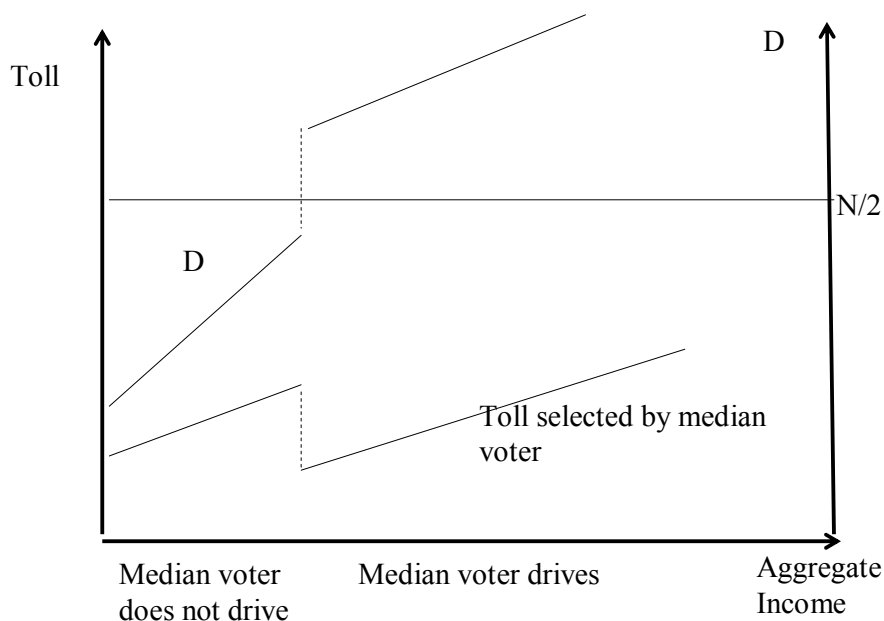 D
Toll
N/2
D
Toll selected by median
voter
Median voter
does not drive
Median voter drives
Aggregate
Income